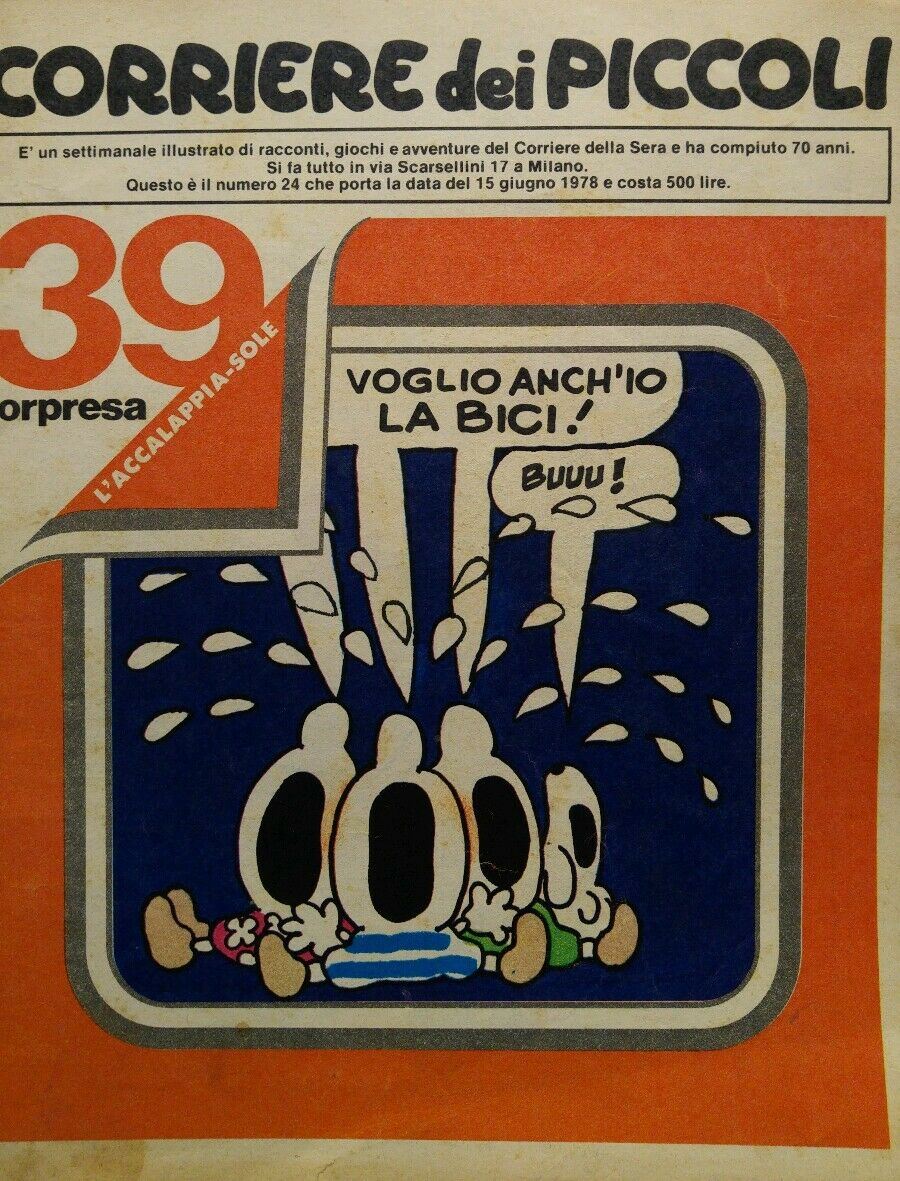 CORRIERE dei PICCOLI
E' un settimanale illustrato di racconti, giochi e avventure del Corriere della Sera e ha compiuto 70 anni.
Si fa tutto in via Scarsellini 17 a Milano.
Questo è il numero 24 che porta la data del 15 giugno 1978 e costa 500 lire.
39
orpresa
L'ACCALAPPIA-SOLE
VOGLIO ANCH'IO
LA BICI!
BUUU!